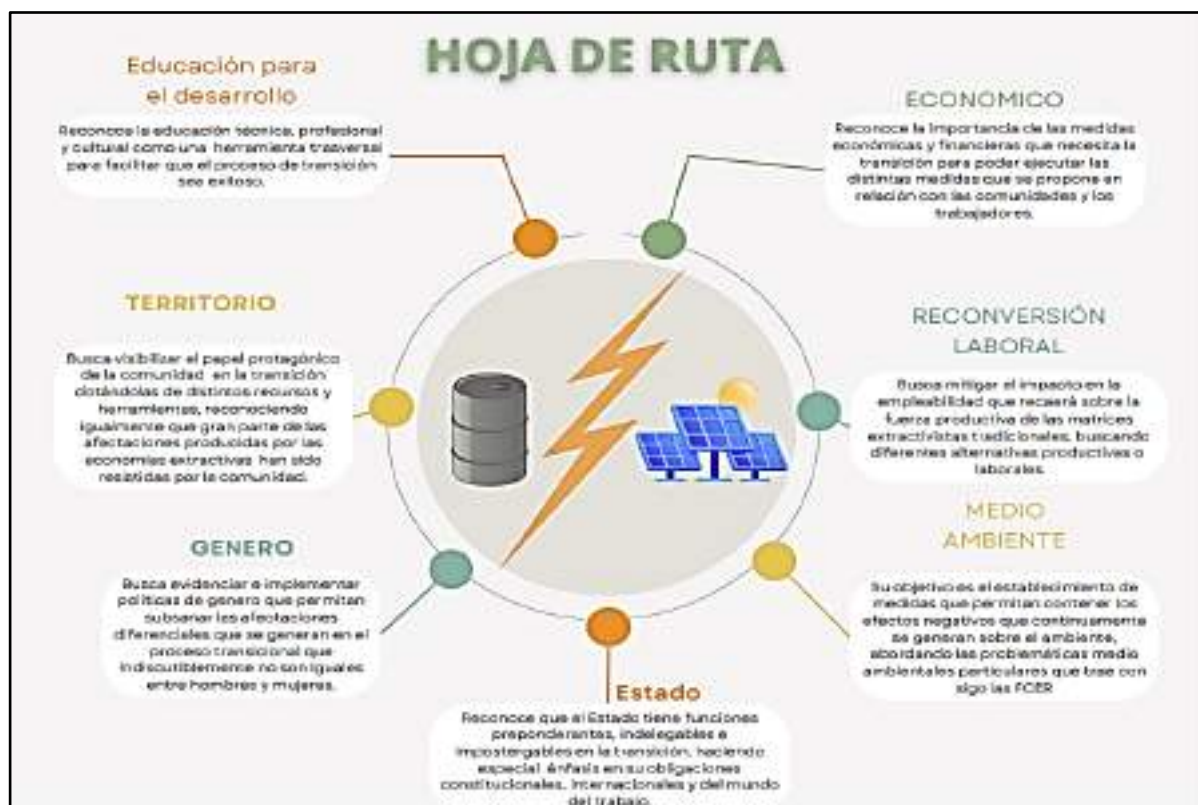 HOJA DE RUTA
Educación para
el desarrollo
Reconoce la educación técnica, profesional
y cultural como una herramienta trasversal
para facilitar que el proceso de transición
sea exitoso.
ECONOMICO
Reconoce la importancia de las medidas
económicas y financieras que necesita la
transición para poder ejecutar las
distintas medidas que se propone en
relación con las comunidades y los
trabajadores.
TERRITORIO
Busca visibilizar el papel protagónico
de la comunidad en la transición
dotándolas de distintos recursos y
herramientas, reconociendo
igualmente que gran parte de las
afectaciones producidas por las
economías extractivas han sido
resistidas por la comunidad.
RECONVERSIÓN
LABORAL
Busca mitigar el impacto en la
empleabilidad que recaerá sobre la
fuerza productiva de las matrices
extractivistas tradicionales, buscando
diferentes alternativas productivas o
laborales.
GENERO
Busca evidenciar e implementar
políticas de genero que permitan
subsanar las afectaciones
diferenciales que se generan en el
proceso transicional que
indiscutiblemente no son iguales
entre hombres y mujeres.
MEDIO
AMBIENTE
Su objetivo es el establecimiento de
medidas que permitan contener los
efectos negativos que continuamente
se generan sobre el ambiente,
abordando las problemáticas medio
ambientales particulares que trae con
sigo las FCER
Estado
Reconoce que el Estado tiene funciones
preponderantes, indelegables e
impostergables en la transición, haciendo
especial énfasis en su obligaciones
constitucionales, internacionales y del mundo
del trabajo.